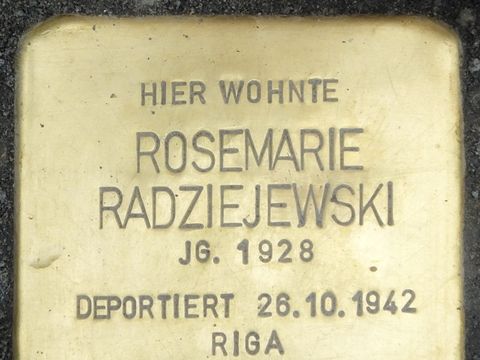 HIER WOHNTE
ROSEMARIE
RADZIEJEWSKI
JG. 1928
DEPORTIERT 26.10.1942
RIGA